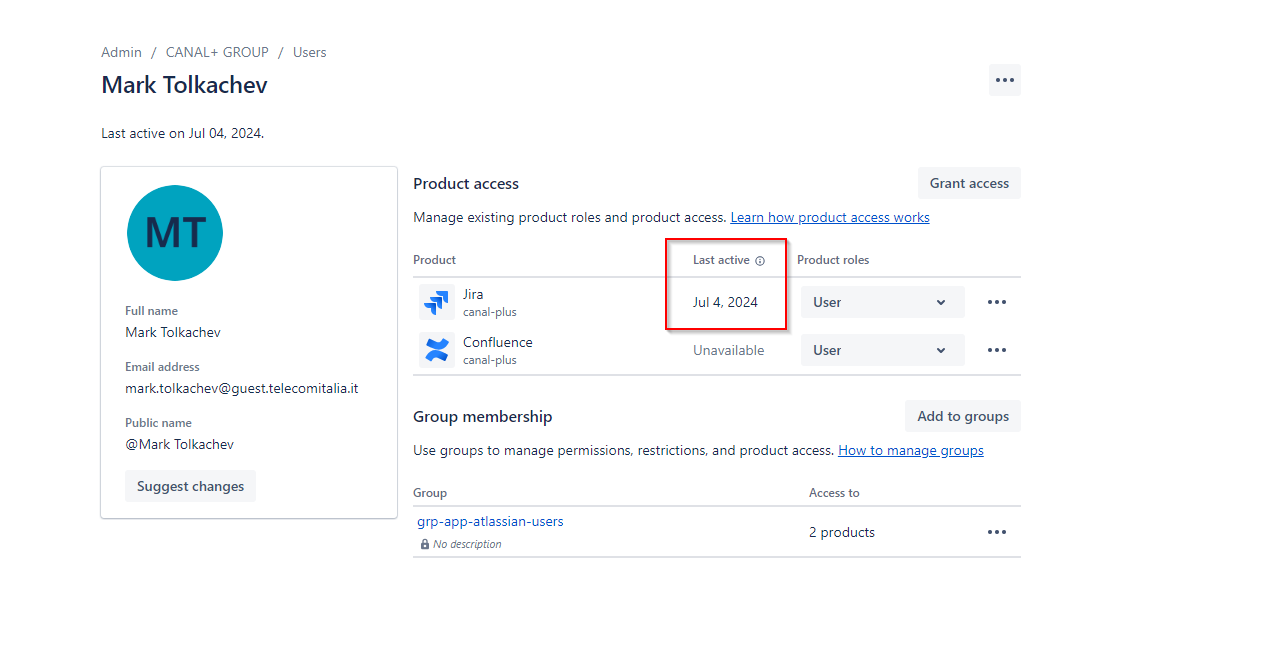 Admin / CANAL+ GROUP / Users
Mark Tolkachev
Last active on Jul 04, 2024.
MT
Full name
Mark Tolkachev
Email address
mark.tolkachev@guest.telecomitalia.it
Public name
@Mark Tolkachev
Suggest changes
Product access
Grant access
Manage existing product roles and product access. Learn how product access works
Product Last active Product roles
Jira
canal-plus
Jul 4, 2024
User
Confluence
canal-plus
Unavailable
User
Group membership
Add to groups
Use groups to manage permissions, restrictions, and product access. How to manage groups
Group Access to
grp-app-atlassian-users
No description
2 products